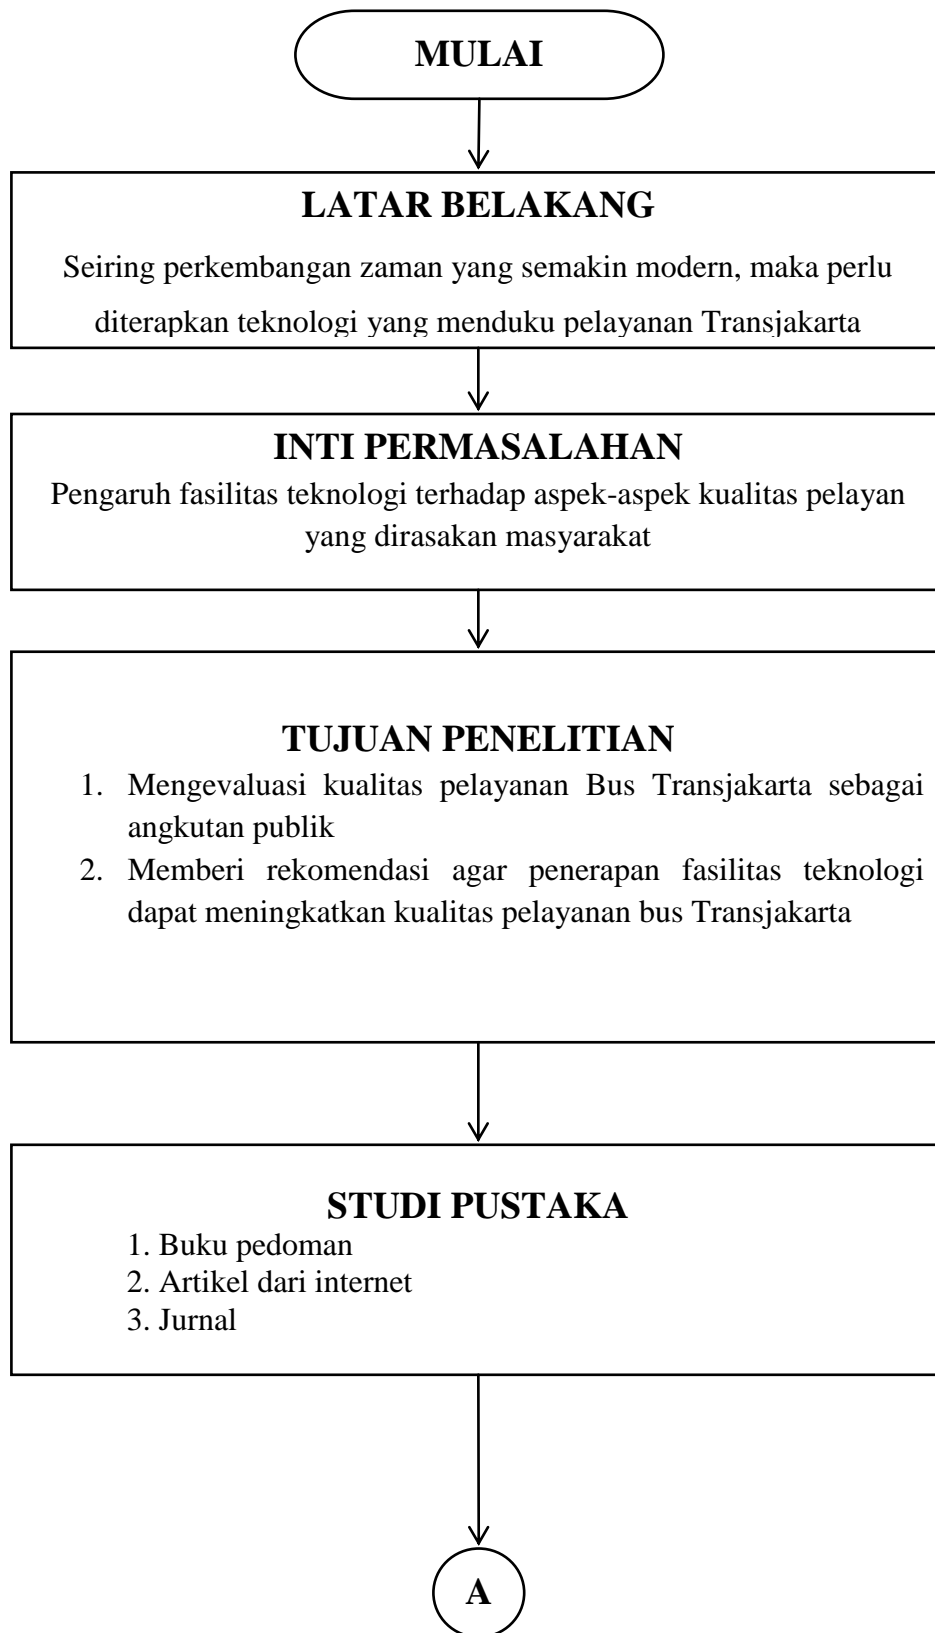 MULAI
LATAR BELAKANG
Seiring perkembangan zaman yang semakin modern, maka perlu
diterapkan teknologi yang menduku pelayanan Transjakarta
INTI PERMASALAHAN
Pengaruh fasilitas teknologi terhadap aspek-aspek kualitas pelayan
yang dirasakan masyarakat
TUJUAN PENELITIAN
1. Mengevaluasi kualitas pelayanan Bus Transjakarta sebagai
angkutan publik
2. Memberi rekomendasi agar penerapan fasilitas teknologi
dapat meningkatkan kualitas pelayanan bus Transjakarta
STUDI PUSTAKA
1. Buku pedoman
2. Artikel dari internet
3. Jurnal
A